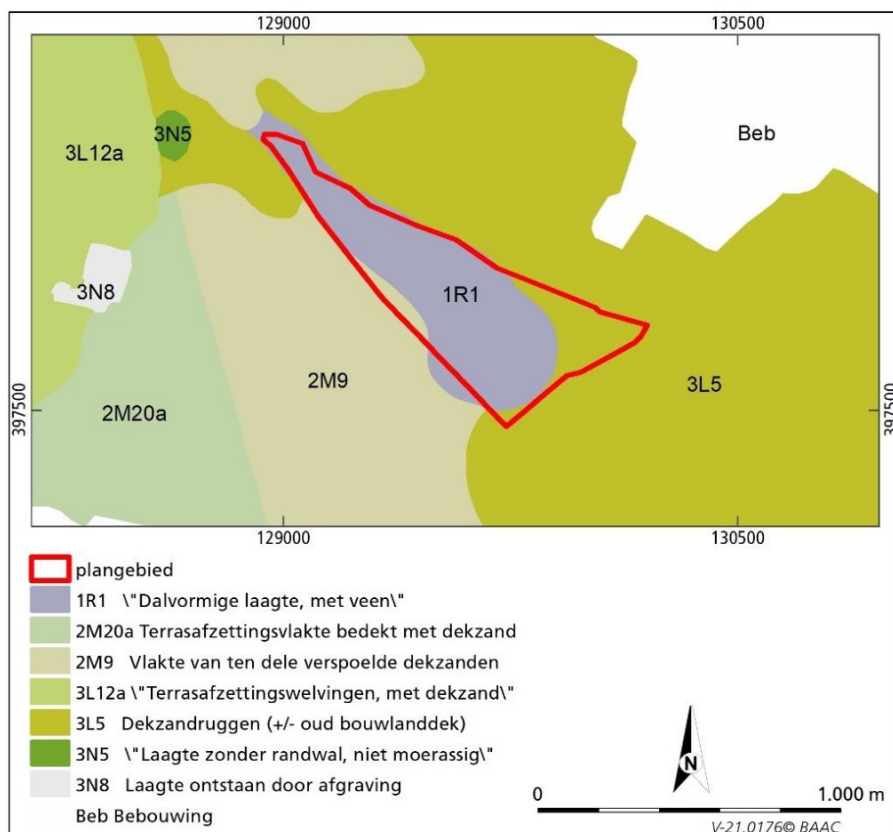 129000
130500
3N5
3L12a
Beb
3N8
1R1
2M9
3L5
2M20a
397500
397500
129000
130500
plangebied
1R1 \"Dalvormige laagte, met veen\"
2M20a Terrasafzettingsvlakte bedekt met dekzand
2M9 Vlakte van ten dele verspoelde dekzanden
3L12a \"Terrasafzettingswelvingen, met dekzand\"
3L5 Dekzandruggen (+/- oud bouwlanddek)
3N5 \"Laagte zonder randwal, niet moerassig\"
3N8 Laagte ontstaan door afgraving
Beb Bebouwing
N
0
1.000 m
V-21.0176© BAAC